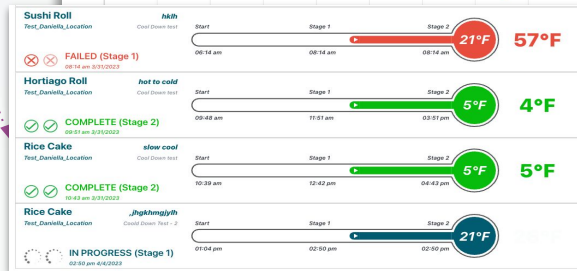 Sushi Roll hklh
Test_Daniella_Location Cool Down test
FAILED (Stage 1)
06:14 am 3/31/2023
Start Stage 1 Stage 2
06:14 am 08:14 am 08:14 am
21°F
57°F
Hortiago Roll hot to cold
Test_Daniella_Location Cool Down test
COMPLETE (Stage 2)
09:51 am 3/31/2023
Start Stage 1 Stage 2
09:48 am 11:51 am 03:51 pm
5°F
4°F
Rice Cake slow cool
Test_Daniella_Location Cool Down test
COMPLETE (Stage 2)
10:43 am 3/31/2023
Start Stage 1 Stage 2
10:39 am 12:42 pm 04:43 pm
5°F
5°F
Rice Cake ,jhgkhmgjylh
Test_Daniella_Location Could Down Test - 2
IN PROGRESS (Stage 1)
02:50 pm 4/4/2023
Start Stage 1 Stage 2
01:04 pm 02:50 pm 02:50 pm
21°F